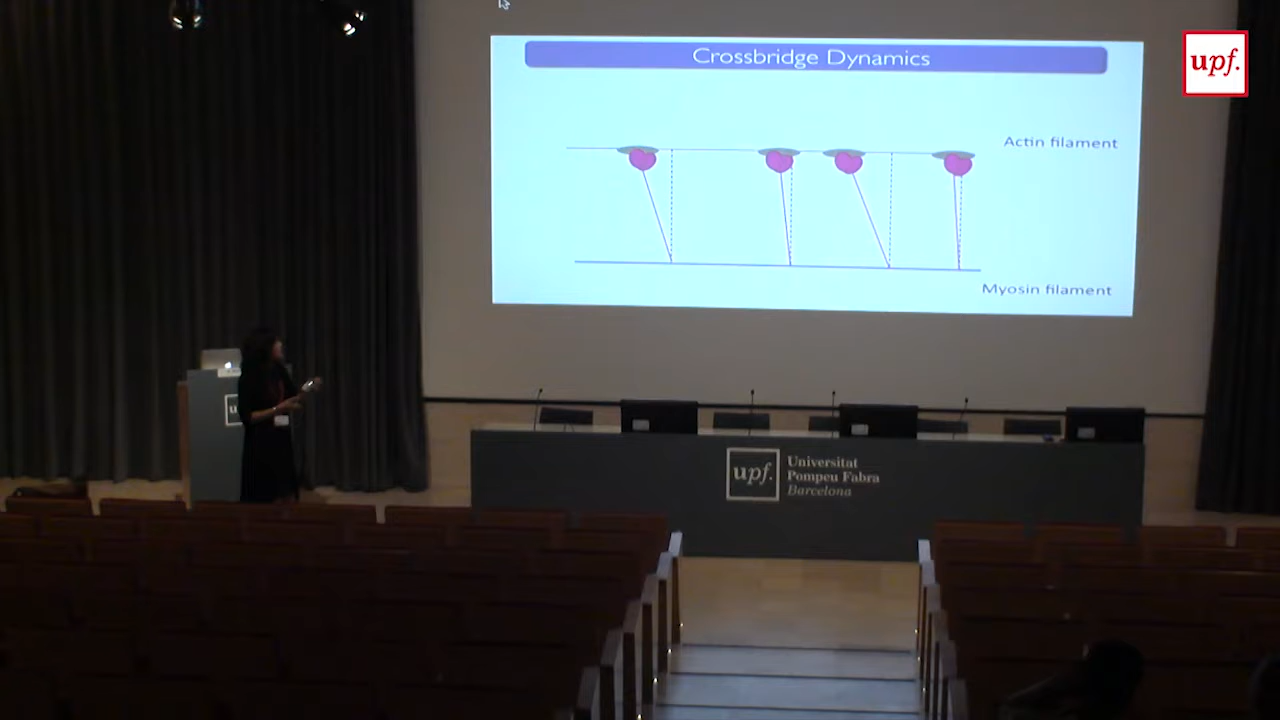 Crossbridge Dynamics
upf.
Actin filament
Myosin filament
upf.
Universitat
Pompeu Fabra
Barcelona